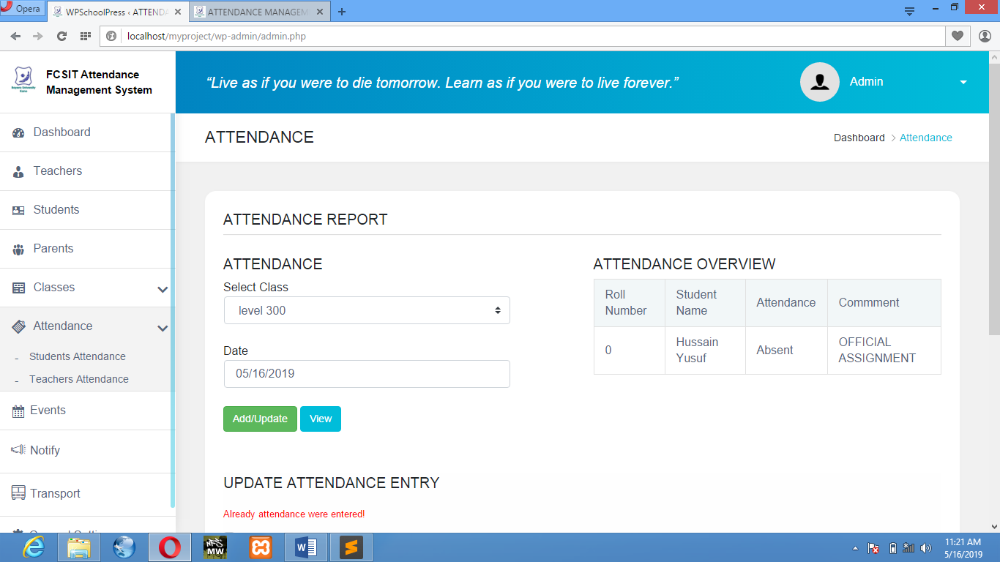 Opera
WPSchoolPress ‹ ATTENDA
ATTENDANCE MANAGEM
localhost/myproject/wp-admin/admin.php
FCSIT Attendance
Management System
Bayero University
Kano
“Live as if you were to die tomorrow. Learn as if you were to live forever.”
Admin
ATTENDANCE
Dashboard > Attendance
Dashboard
Teachers
Students
Parents
Classes
Attendance
- Students Attendance
- Teachers Attendance
Events
Notify
Transport
ATTENDANCE REPORT
ATTENDANCE
Select Class
level 300
Date
05/16/2019
Add/Update View
ATTENDANCE OVERVIEW
Roll Number Student Name Attendance Commment
0 Hussain Yusuf Absent OFFICIAL ASSIGNMENT
UPDATE ATTENDANCE ENTRY
Already attendance were entered!
NFS
MW
11:21 AM
5/16/2019